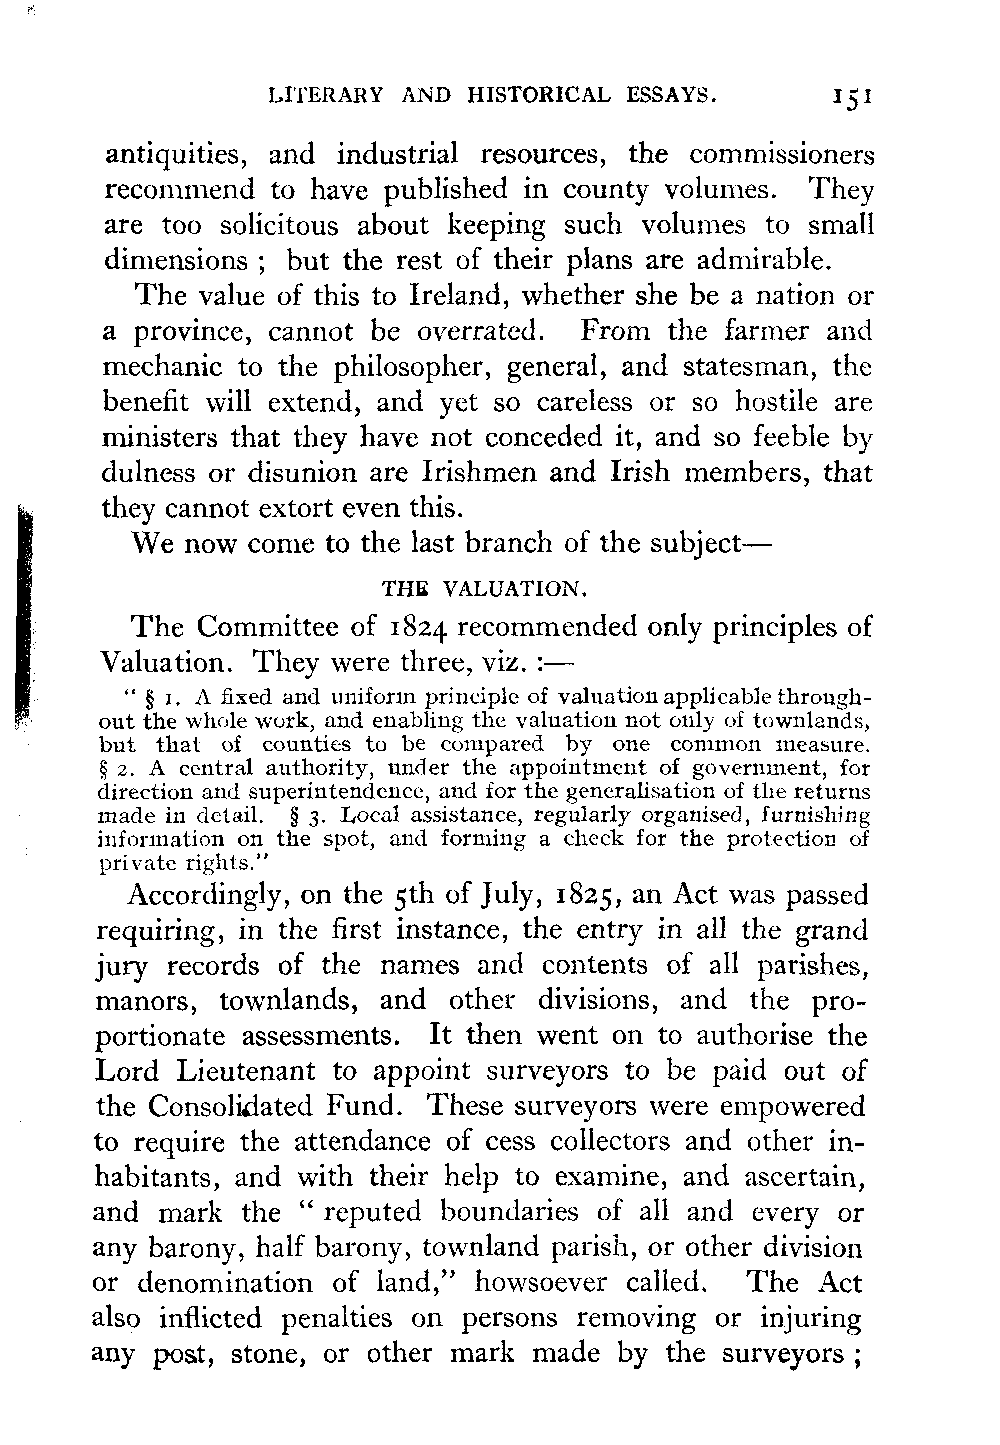 LITERARY AND HISTORICAL ESSAYS. 151
antiquities, and industrial resources, the commissioners
recommend to have published in county volumes. They
are too solicitous about keeping such volumes to small
dimensions ; but the rest of their plans are admirable.
The value of this to Ireland, whether she be a nation or
a province, cannot be overrated. From the farmer and
mechanic to the philosopher, general, and statesman, the
benefit will extend, and yet so careless or so hostile are
ministers that they have not conceded it, and so feeble by
dulness or disunion are Irishmen and Irish members, that
they cannot extort even this.
We now come to the last branch of the subject—
THE VALUATION.
The Committee of 1824 recommended only principles of
Valuation. They were three, viz. :—
“ § 1. A fixed and uniform principle of valuation applicable through-
out the whole work, and enabling the valuation not only of townlands,
but that of counties to be compared by one common measure.
§ 2. A central authority, under the appointment of government, for
direction and superintendence, and for the generalisation of the returns
made in detail. § 3. Local assistance, regularly organised, furnishing
information on the spot, and forming a check for the protection of
private rights.”
Accordingly, on the 5th of July, 1825, an Act was passed
requiring, in the first instance, the entry in all the grand
jury records of the names and contents of all parishes,
manors, townlands, and other divisions, and the pro-
portionate assessments. It then went on to authorise the
Lord Lieutenant to appoint surveyors to be paid out of
the Consolidated Fund. These surveyors were empowered
to require the attendance of cess collectors and other in-
habitants, and with their help to examine, and ascertain,
and mark the “ reputed boundaries of all and every or
any barony, half barony, townland parish, or other division
or denomination of land,” howsoever called. The Act
also inflicted penalties on persons removing or injuring
any post, stone, or other mark made by the surveyors ;